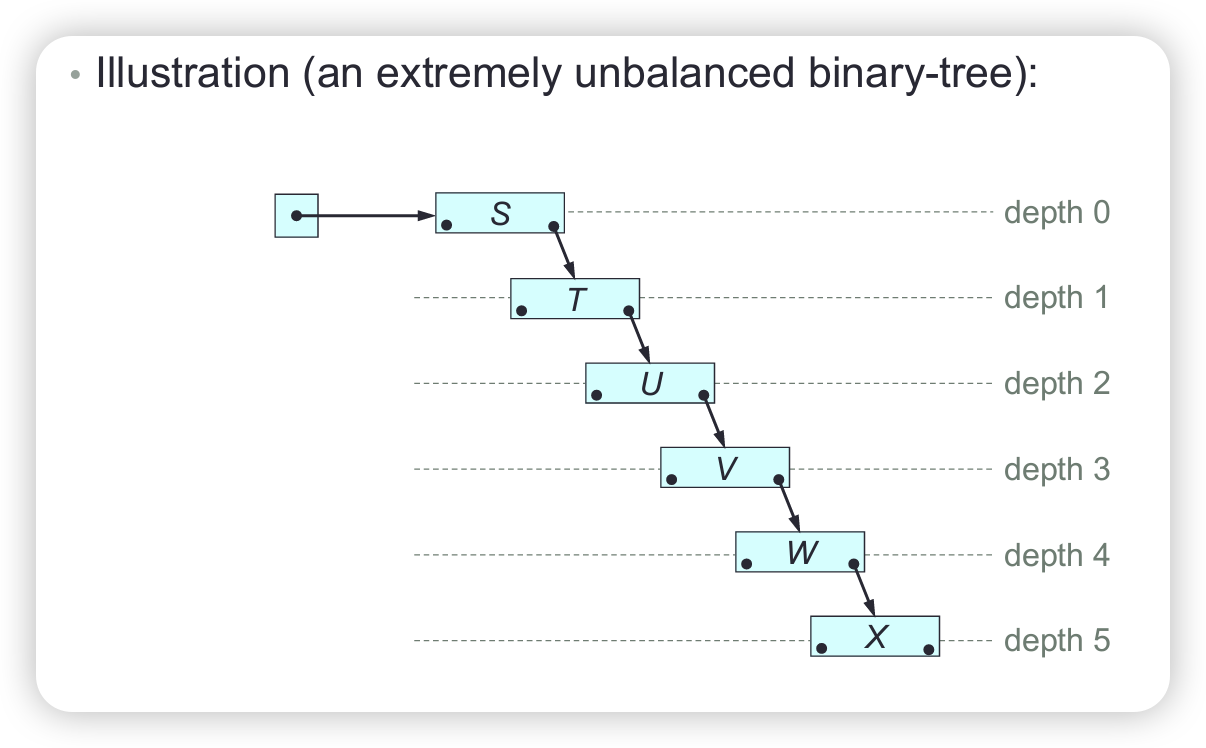 • Illustration (an extremely unbalanced binary-tree):
S depth 0
T depth 1
U depth 2
V depth 3
W depth 4
X depth 5